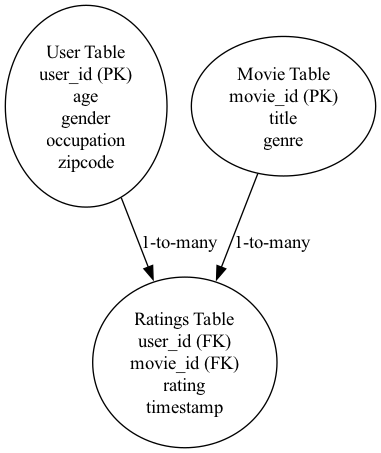 User Table
user_id (PK)
age
gender
occupation
zipcode
Movie Table
movie_id (PK)
title
genre
1-to-many
1-to-many
Ratings Table
user_id (FK)
movie_id (FK)
rating
timestamp